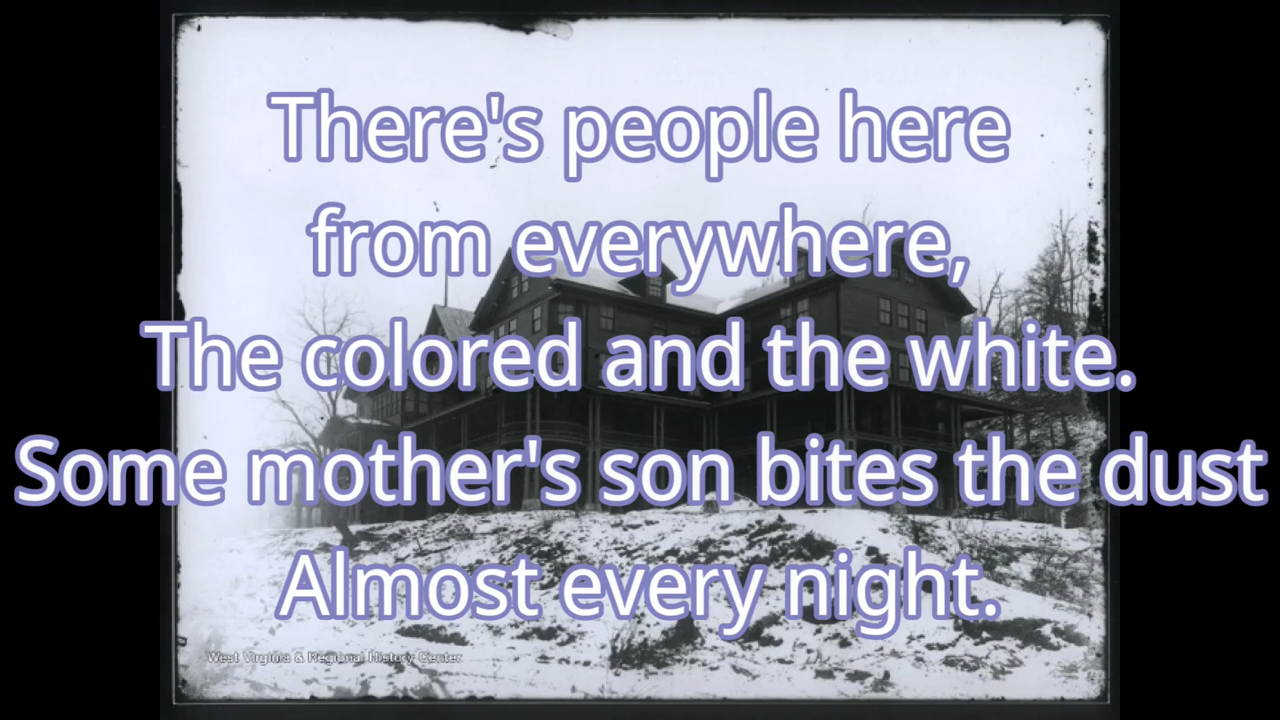 There's people here
from everywhere,
The colored and the white.
Some mother's son bites the dust
Almost every night.
West Virginia & Regional History Center